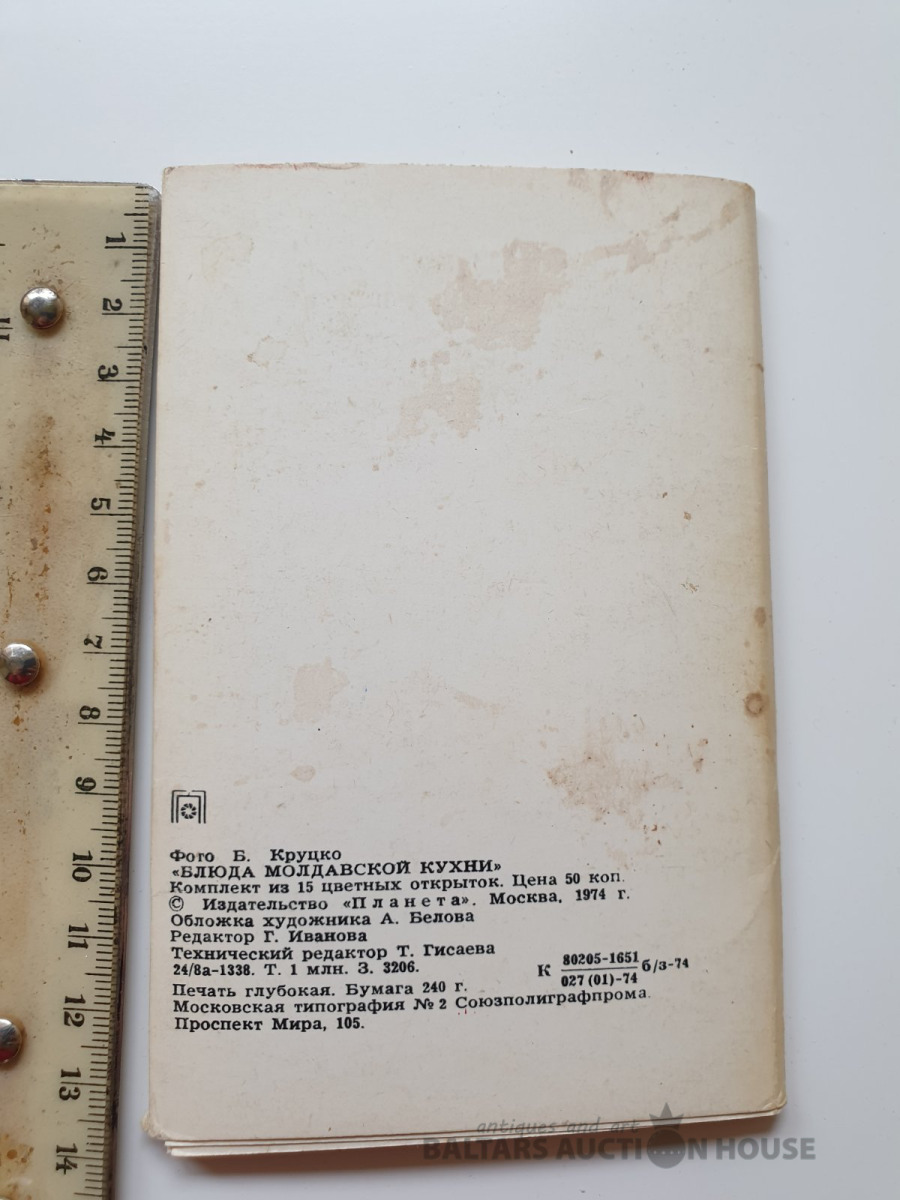 1
2
3
4
5
6
7
8
9
10
11
12
13
14
Фото Б. Круцко
«БЛЮДА МОЛДАВСКОЙ КУХНИ»
Комплект из 15 цветных открыток. Цена 50 коп.
© Издательство «Планета». Москва, 1974 г.
Обложка художника А. Белова
Редактор Г. Иванова
Технический редактор Т. Гисаева
24/8а-1338. Т. 1 млн. З. 3206.
К 80205-1651 б/з-74
027 (01)-74
Печать глубокая. Бумага 240 г.
Московская типография № 2 Союзполиграфпрома.
Проспект Мира, 105.
antiques and art
BALTARS AUCTION HOUSE